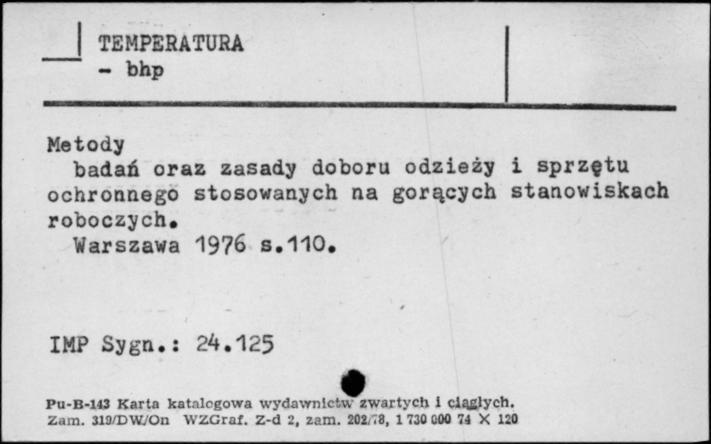 TEMPERATURA
- bhp
Metody
badań oraz zasady doboru odzieży i sprzętu
ochronnego stosowanych na gorących stanowiskach
roboczych.
Warszawa 1976 s.110.
IMP Sygn.: 24.125
Pu-B-143 Karta katalogowa wydawnictw zwartych i ciągłych.
Zam. 319/DW/On WZGraf. Z-d 2, zam. 202/78, 1 730 000 74 X 120